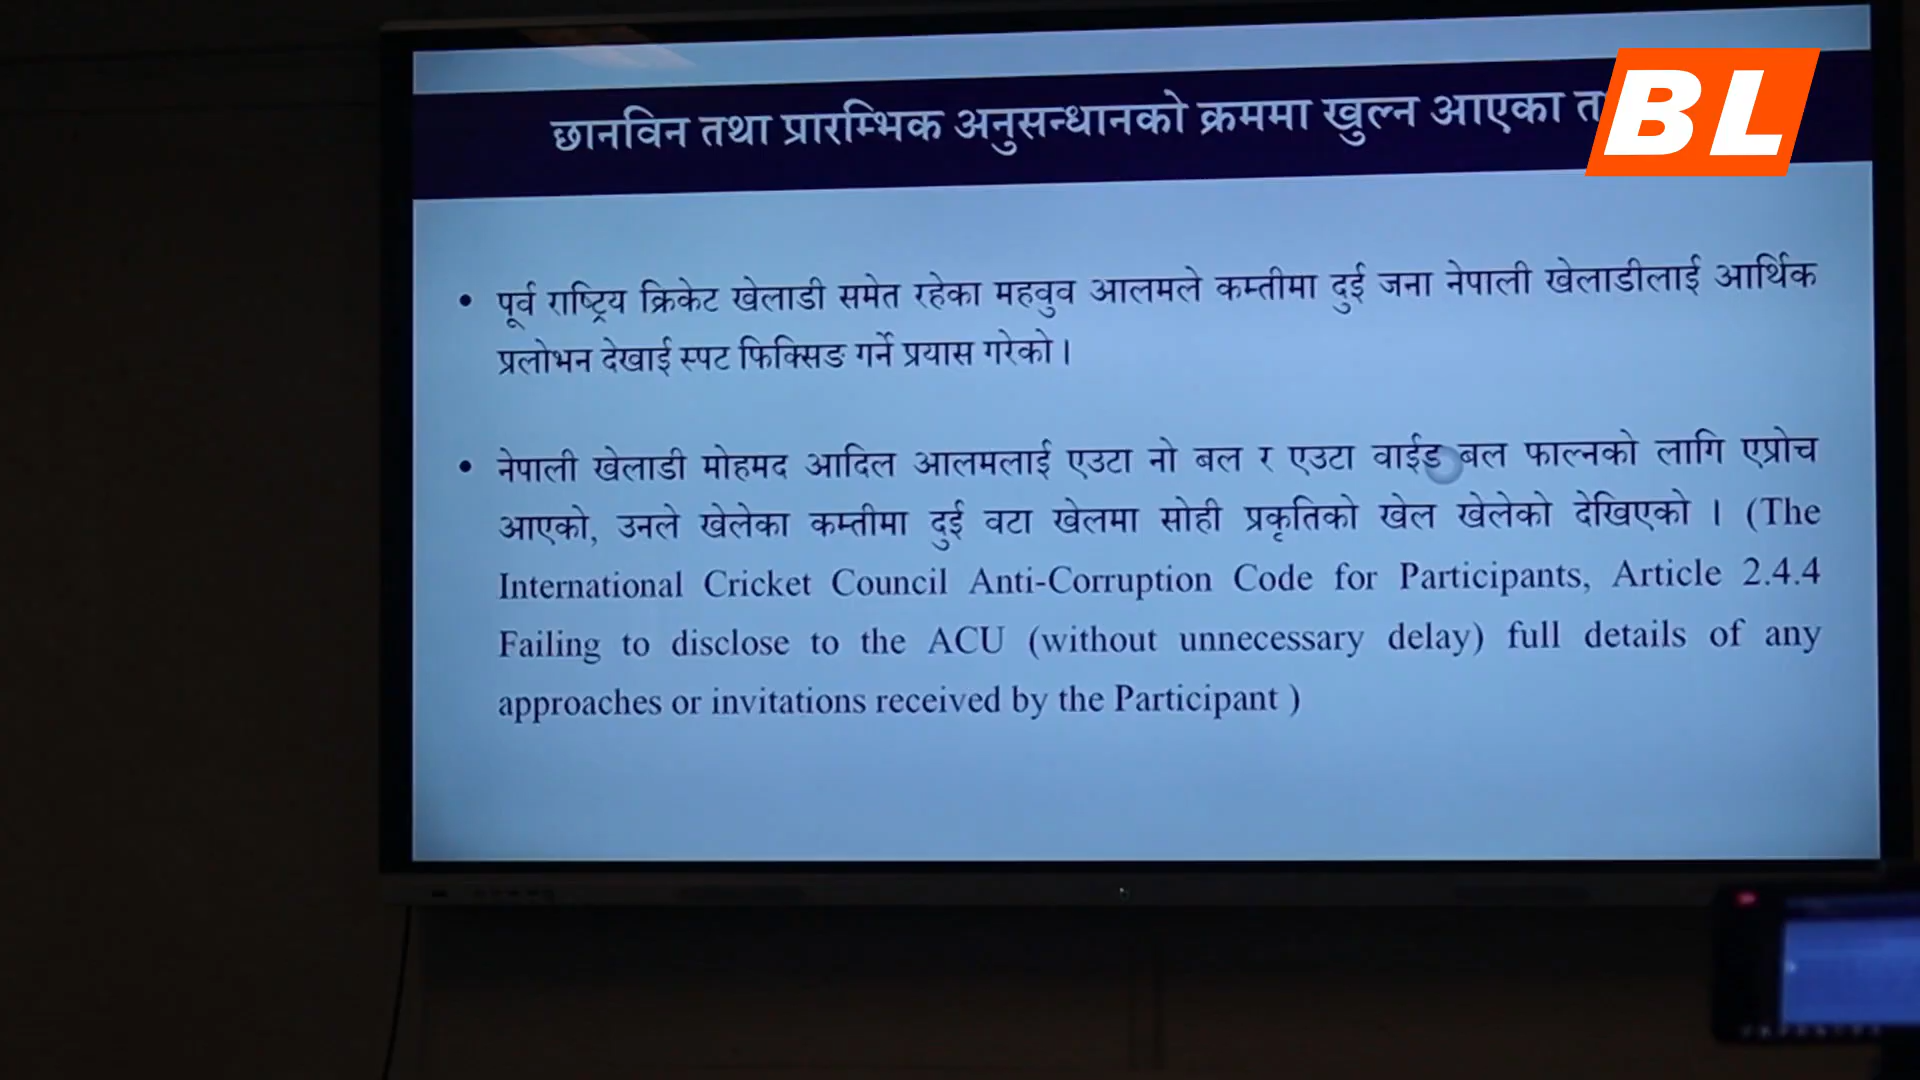 छानविन तथा प्रारम्भिक अनुसन्धानको क्रममा खुल्न आएका
BL
• पूर्व राष्ट्रिय क्रिकेट खेलाडी समेत रहेका महवुव आलमले कम्तीमा दुई जना नेपाली खेलाडीलाई आर्थिक
प्रलोभन देखाई स्पट फिक्सिङ गर्ने प्रयास गरेको ।
• नेपाली खेलाडी मोहमद आदिल आलमलाई एउटा नो बल र एउटा वाईड बल फाल्नको लागि एप्रोच
आएको, उनले खेलेका कम्तीमा दुई वटा खेलमा सोही प्रकृतिको खेल खेलेको देखिएको । (The
International Cricket Council Anti-Corruption Code for Participants, Article 2.4.4
Failing to disclose to the ACU (without unnecessary delay) full details of any
approaches or invitations received by the Participant )